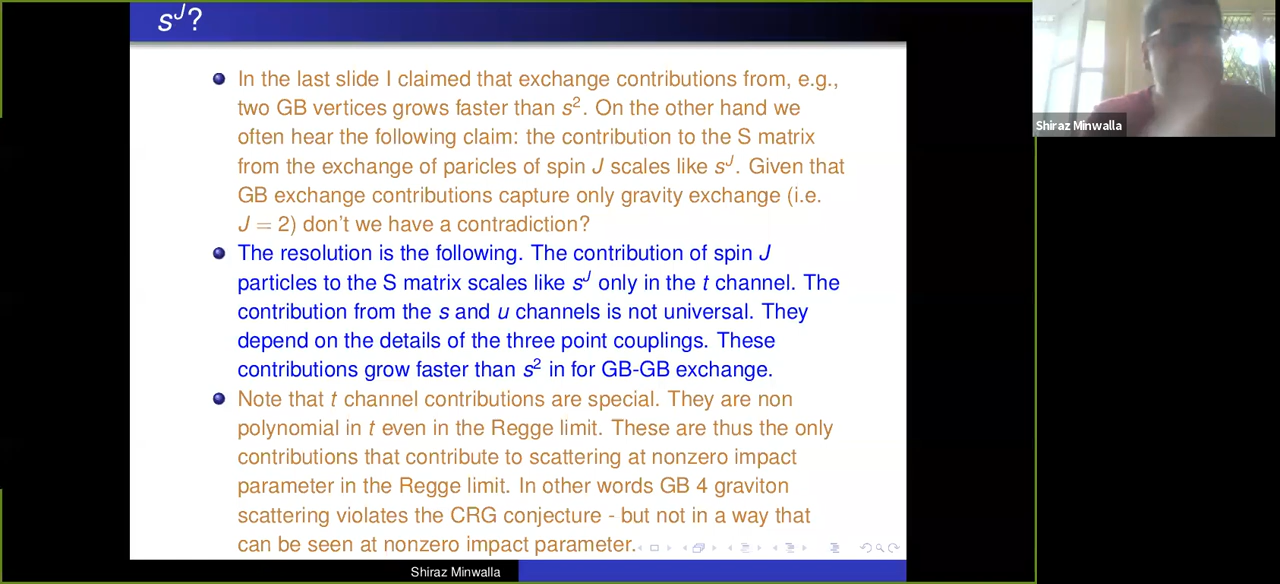 s^J?
In the last slide I claimed that exchange contributions from, e.g.,
two GB vertices grows faster than s². On the other hand we
often hear the following claim: the contribution to the S matrix
from the exchange of paricles of spin J scales like s^J. Given that
GB exchange contributions capture only gravity exchange (i.e.
J = 2) don't we have a contradiction?
The resolution is the following. The contribution of spin J
particles to the S matrix scales like s^J only in the t channel. The
contribution from the s and u channels is not universal. They
depend on the details of the three point couplings. These
contributions grow faster than s² in for GB-GB exchange.
Note that t channel contributions are special. They are non
polynomial in t even in the Regge limit. These are thus the only
contributions that contribute to scattering at nonzero impact
parameter in the Regge limit. In other words GB 4 graviton
scattering violates the CRG conjecture - but not in a way that
can be seen at nonzero impact parameter.
Shiraz Minwalla
Shiraz Minwalla